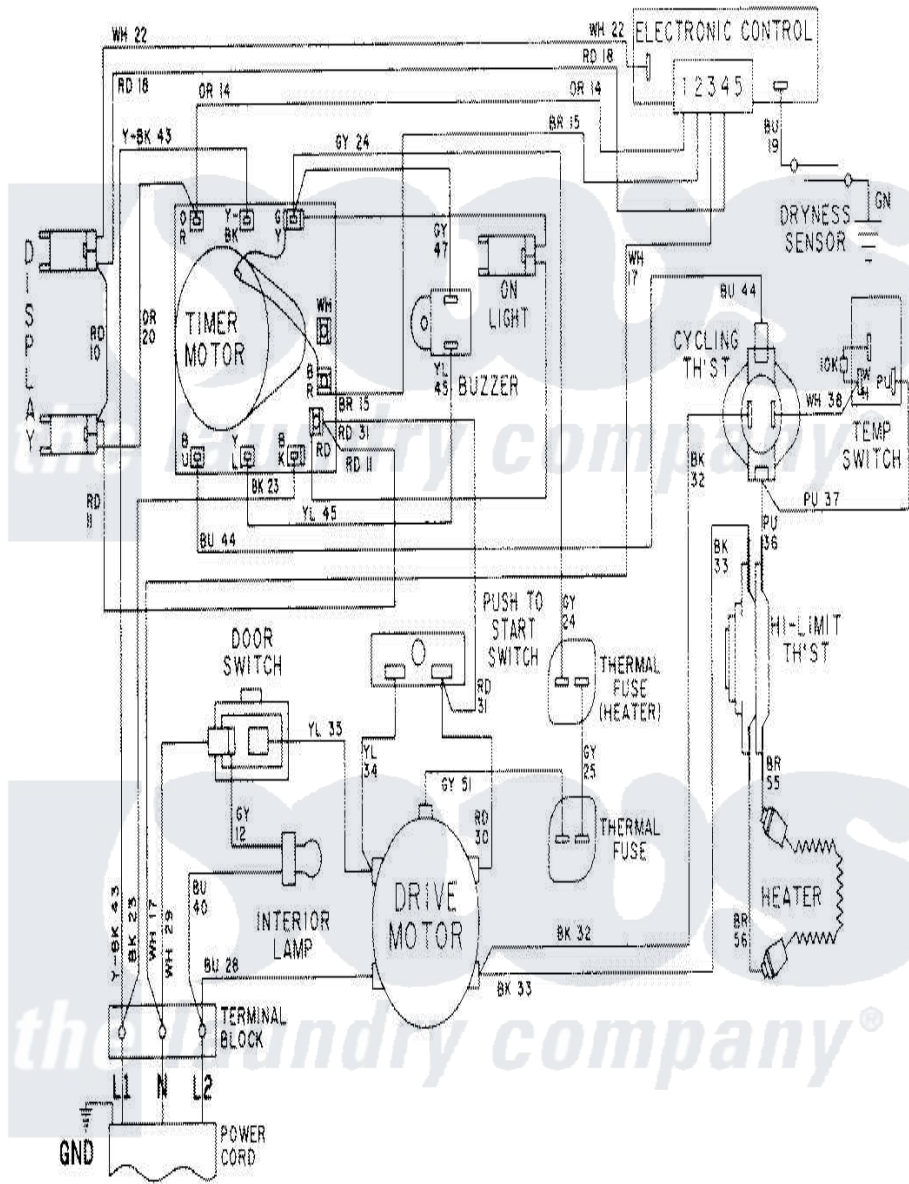 WH 22
WH 22
ELECTRONIC CONTROL
RD 18
RD 18
OR 14
OR 14
1 2 3 4 5
BR 15
BU
19
Y-BK 43
GY 24
GN
DRYNESS
SENSOR
DISPLAY
O
R
Y-
BK
G
Y
GY
47
WH
17
BU 44
ON
LIGHT
OR
20
RD
10
TIMER
MOTOR
WH
CYCLING
TH'ST
10K
PU
B
R
YL
45
BUZZER
BR 15
WH 38
RD 31
RD
RD 11
TEMP
SWITCH
B
U
Y
L
B
K
BK 23
BK
32
RD
11
YL 45
PU 37
BU 44
PU
36
BK
33
PUSH TO
START
SWITCH
GY
24
DOOR
SWITCH
HI-LIMIT
TH'ST
THERMAL
FUSE
(HEATER)
RD
31
YL 35
YL
34
GY
25
GY 51
BR
55
GY
12
RD
30
THERMAL
FUSE
BU
40
DRIVE
MOTOR
HEATER
INTERIOR
LAMP
Y-BK 43
BK 23
WH 17
WH 29
BK 32
BR
56
BU 28
BK 33
TERMINAL
BLOCK
L1 N L2
GND
POWER
CORD
the laundry company®
the laundry company®